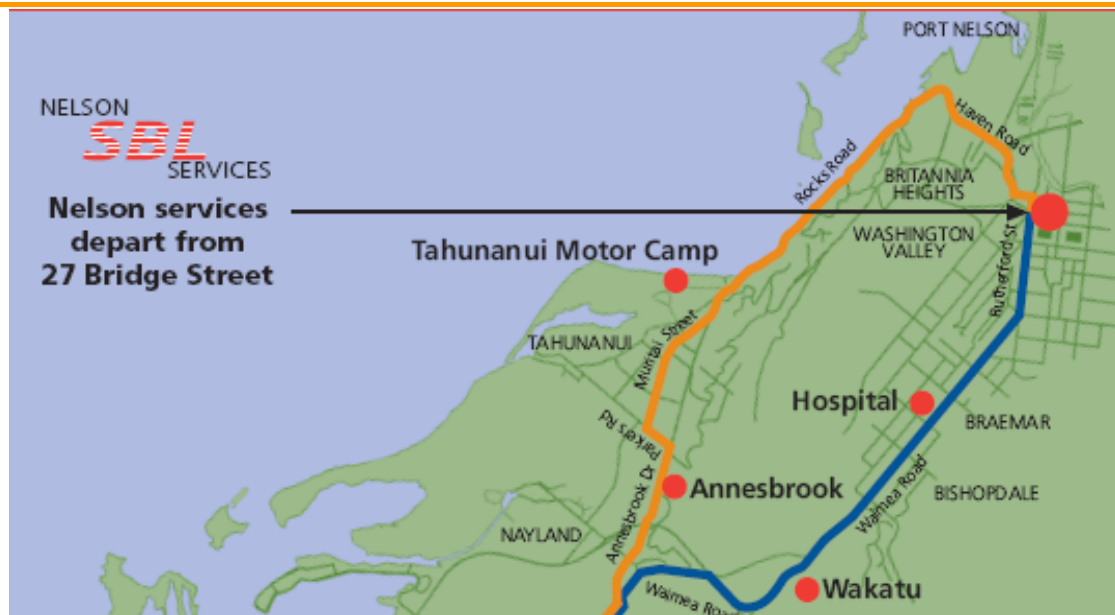 PORT NELSON
NELSON
SBL
SERVICES
Nelson services
depart from
27 Bridge Street
Haven Road
Rocks Road
BRITANNIA
HEIGHTS
WASHINGTON
VALLEY
Rutherford St
Tahunanui Motor Camp
TAHUNANUI
Muritai Street
Parkers Rd
Hospital
BRAEMAR
Annesbrook
Annesbrook Dr
Waimea Road
BISHOPDALE
NAYLAND
Waimea Road
Wakatu